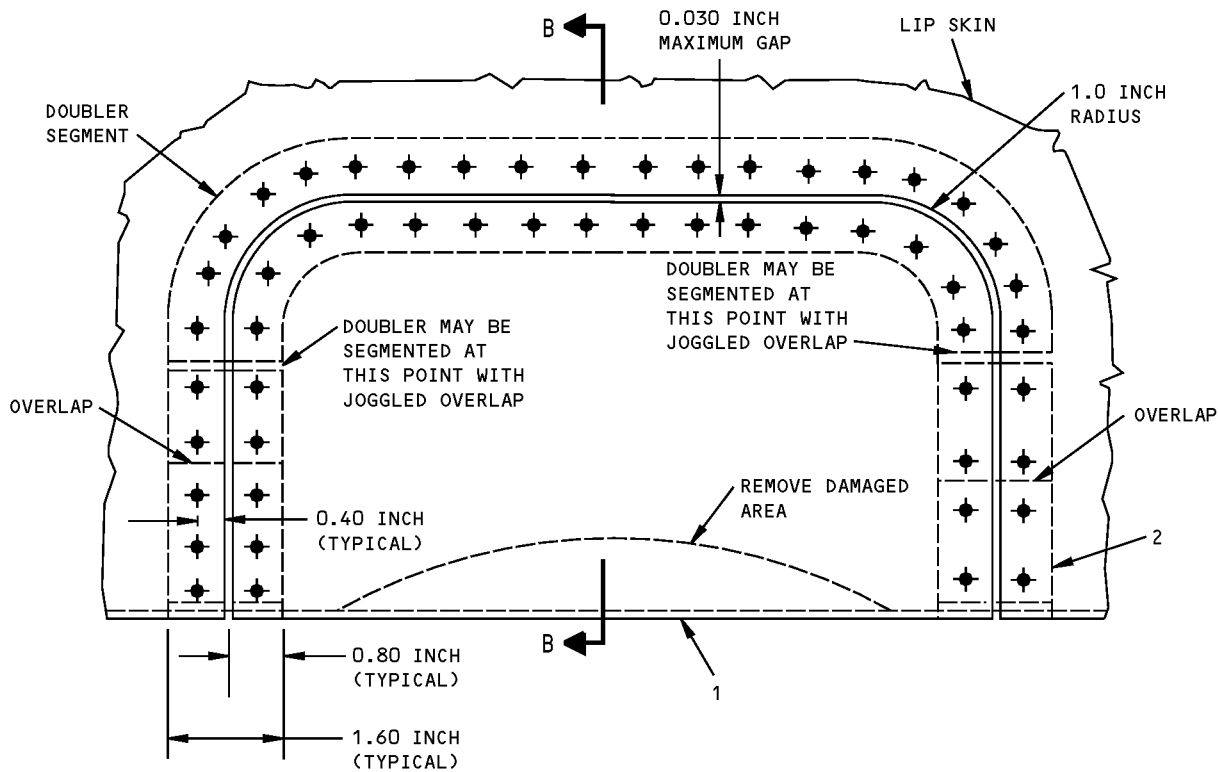 B
0.030 INCH
MAXIMUM GAP
LIP SKIN
1.0 INCH
RADIUS
DOUBLER
SEGMENT
DOUBLER MAY BE
SEGMENTED AT
THIS POINT WITH
JOGGLED OVERLAP
DOUBLER MAY BE
SEGMENTED AT
THIS POINT WITH
JOGGLED OVERLAP
OVERLAP
OVERLAP
REMOVE DAMAGED
AREA
0.40 INCH
(TYPICAL)
2
B
0.80 INCH
(TYPICAL)
1
1.60 INCH
(TYPICAL)